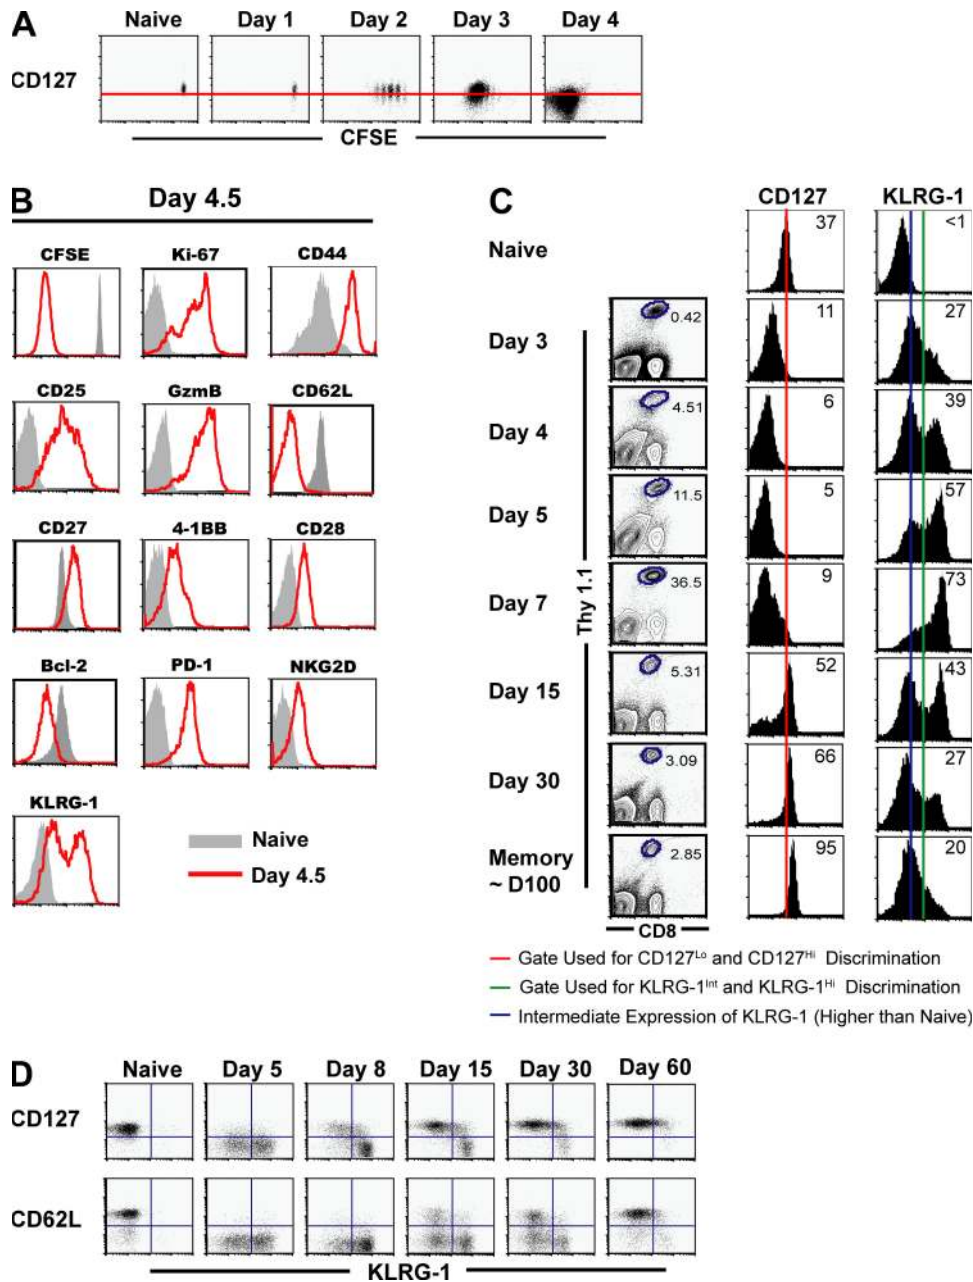 A
Naive Day 1 Day 2 Day 3 Day 4
CD127
CFSE
B
Day 4.5
CFSE Ki-67 CD44
CD25 GzmB CD62L
CD27 4-1BB CD28
Bcl-2 PD-1 NKG2D
KLRG-1
Naive
Day 4.5
C
CD127 KLRG-1
Naive 37 <1
Day 3 0.42 11 27
Day 4 4.51 6 39
Day 5 11.5 5 57
Thy 1.1
Day 7 36.5 9 73
Day 15 5.31 52 43
Day 30 3.09 66 27
Memory
~ D100 2.85 95 20
CD8
Gate Used for CD127Lo and CD127Hi Discrimination
Gate Used for KLRG-1Int and KLRG-1Hi Discrimination
Intermediate Expression of KLRG-1 (Higher than Naive)
D
Naive Day 5 Day 8 Day 15 Day 30 Day 60
CD127
CD62L
KLRG-1